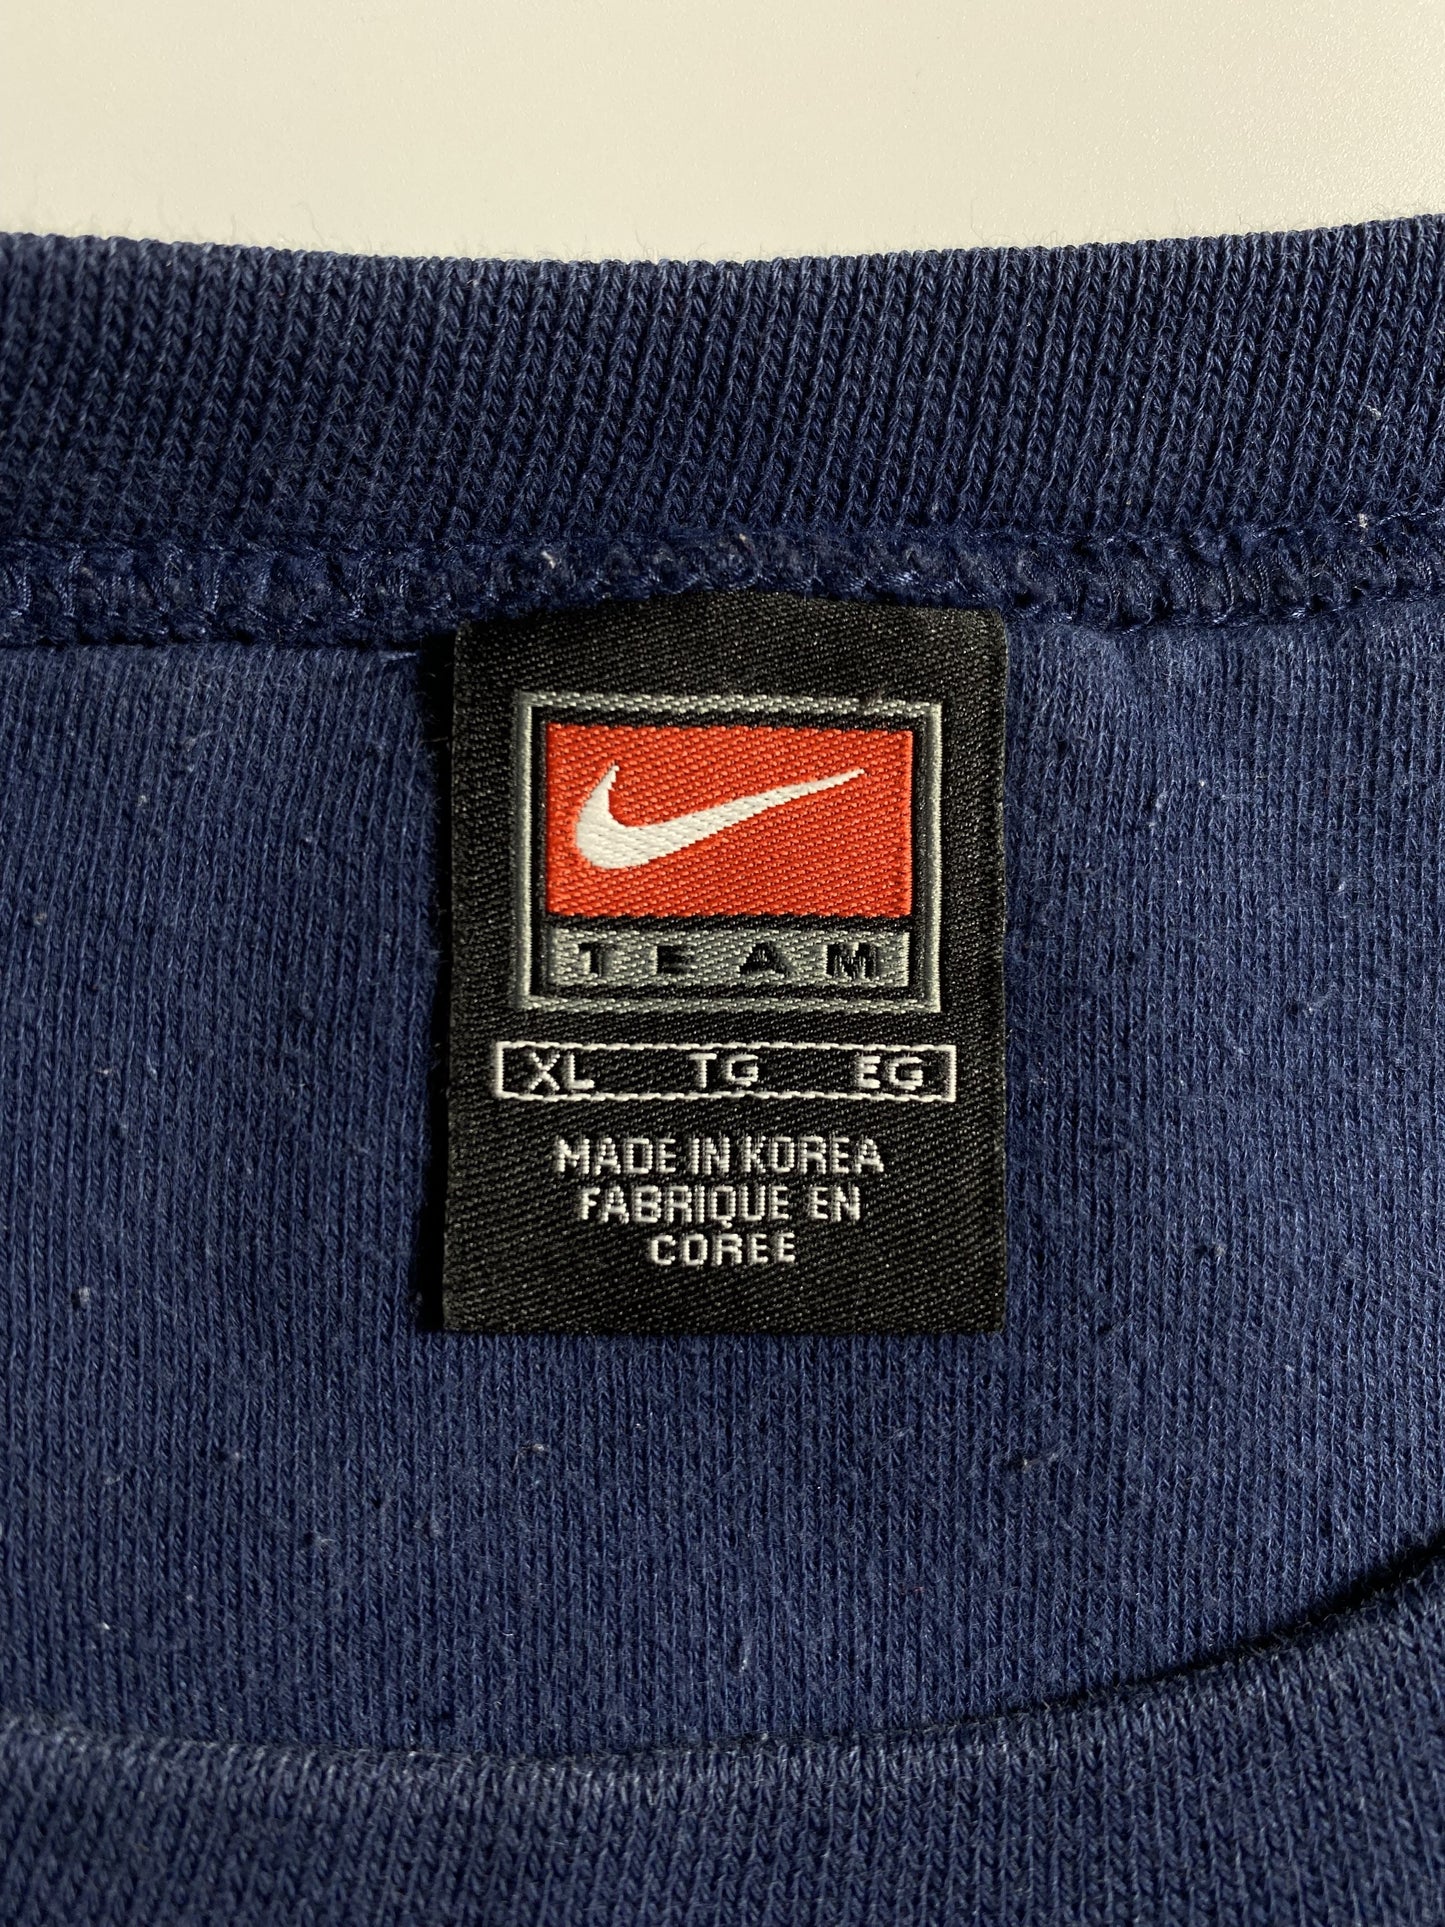 TEAM
XL TG EG
MADE IN KOREA
FABRIQUE EN
COREE